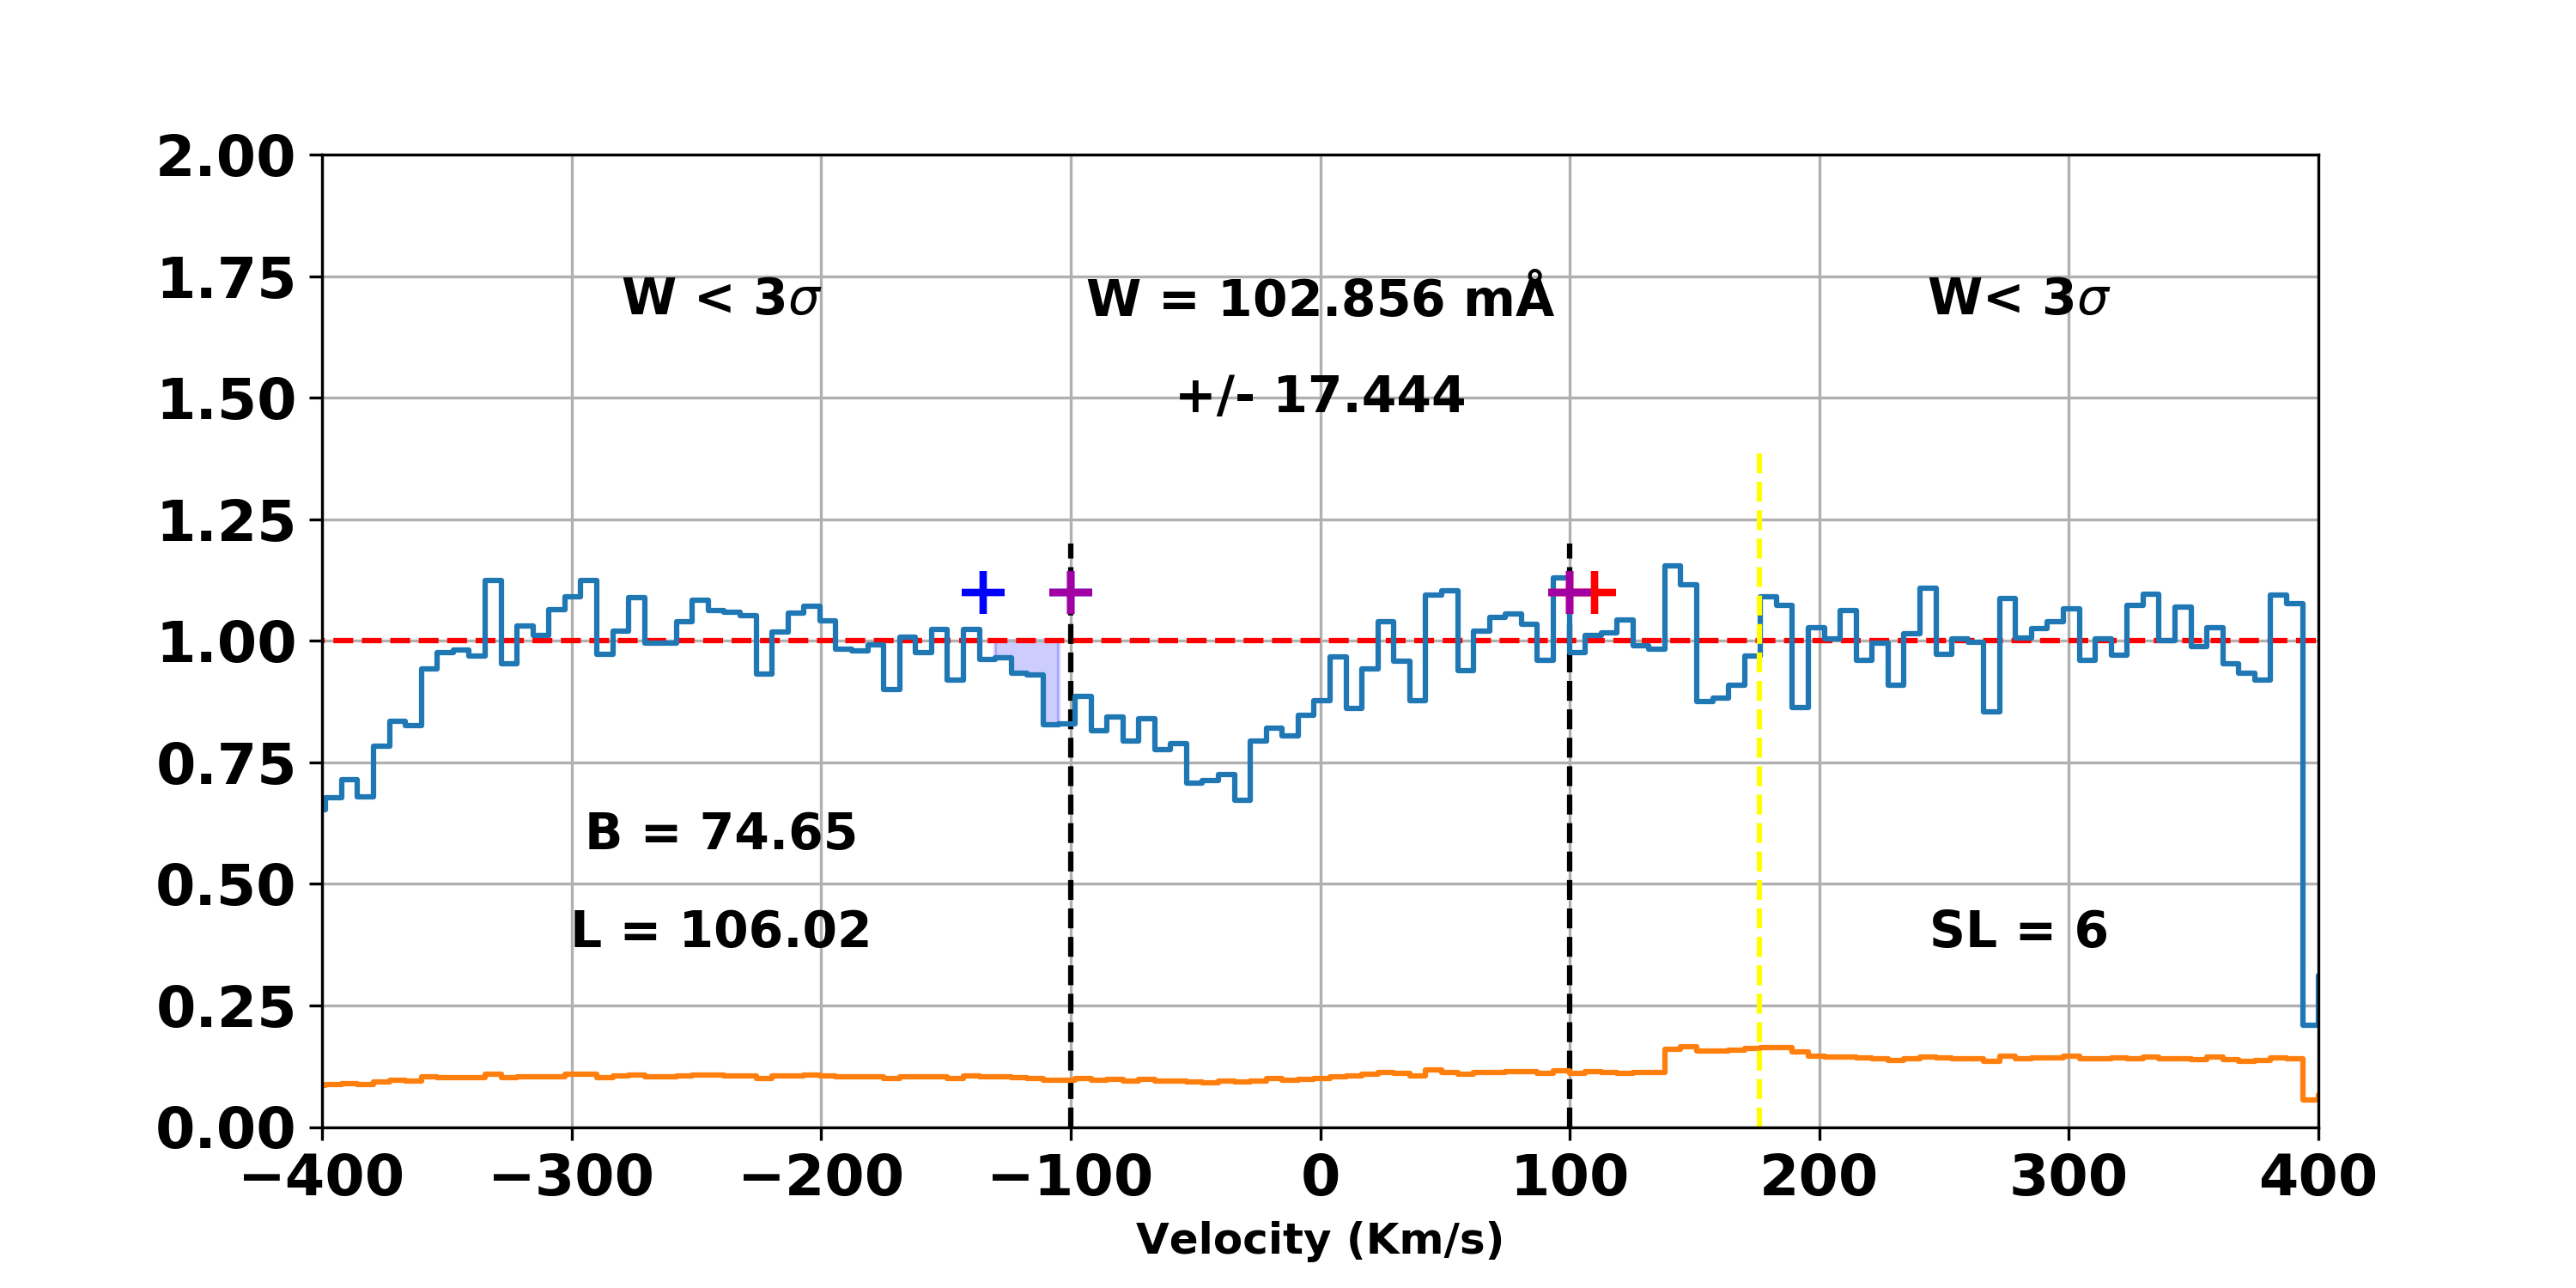 2.00
1.75
1.50
1.25
1.00
0.75
0.50
0.25
0.00
W < 3σ
W = 102.856 mÅ
+/- 17.444
W< 3σ
B = 74.65
L = 106.02
SL = 6
−400 −300 −200 −100 0 100 200 300 400
Velocity (Km/s)